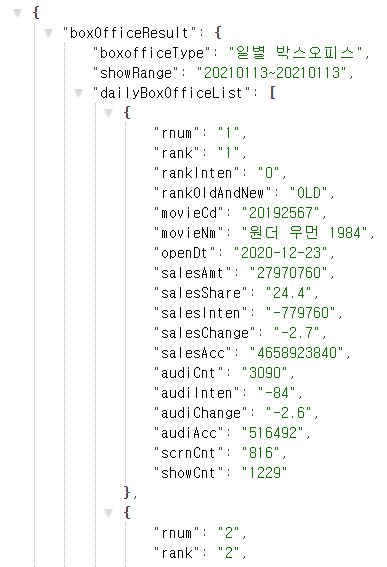 {
"boxOfficeResult": {
"boxofficeType": "일별 박스오피스",
"showRange": "20210113~20210113",
"dailyBoxOfficeList": [
{
"rnum": "1",
"rank": "1",
"rankInten": "0",
"rankOldAndNew": "OLD",
"movieCd": "20192567",
"movieNm": "원더 우먼 1984",
"openDt": "2020-12-23",
"salesAmt": "27970760",
"salesShare": "24.4",
"salesInten": "-779760",
"salesChange": "-2.7",
"salesAcc": "4658923840",
"audiCnt": "3090",
"audiInten": "-84",
"audiChange": "-2.6",
"audiAcc": "516492",
"scrnCnt": "816",
"showCnt": "1229"
},
{
"rnum": "2",
"rank": "2",